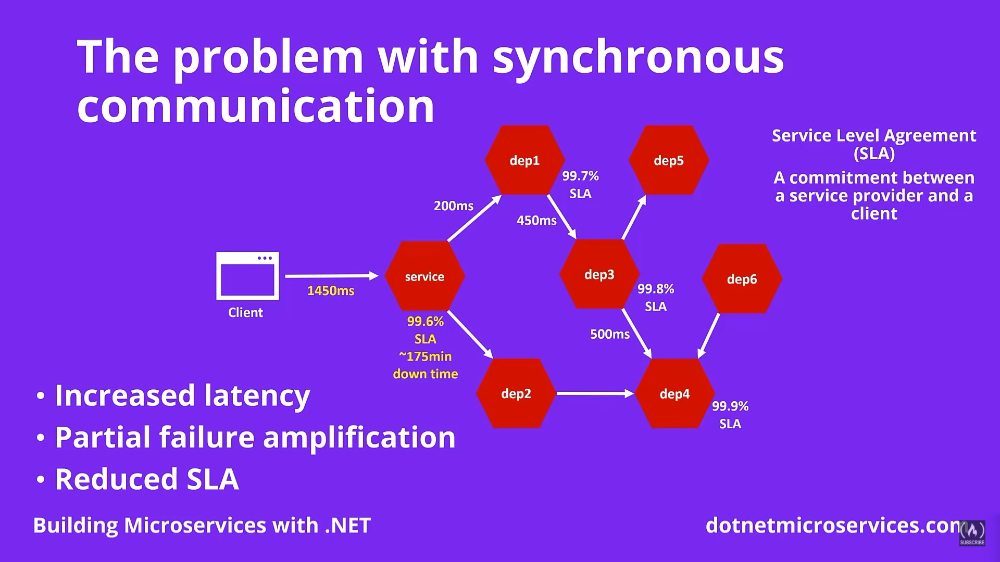 The problem with synchronous
communication
Service Level Agreement
(SLA)
A commitment between
a service provider and a
client
dep1
99.7%
SLA
dep5
200ms
450ms
Client
1450ms
service
99.6%
SLA
~175min
down time
dep3
99.8%
SLA
dep6
500ms
dep2
dep4
99.9%
SLA
• Increased latency
• Partial failure amplification
• Reduced SLA
Building Microservices with .NET
dotnetmicroservices.com
SUBSCRIBE